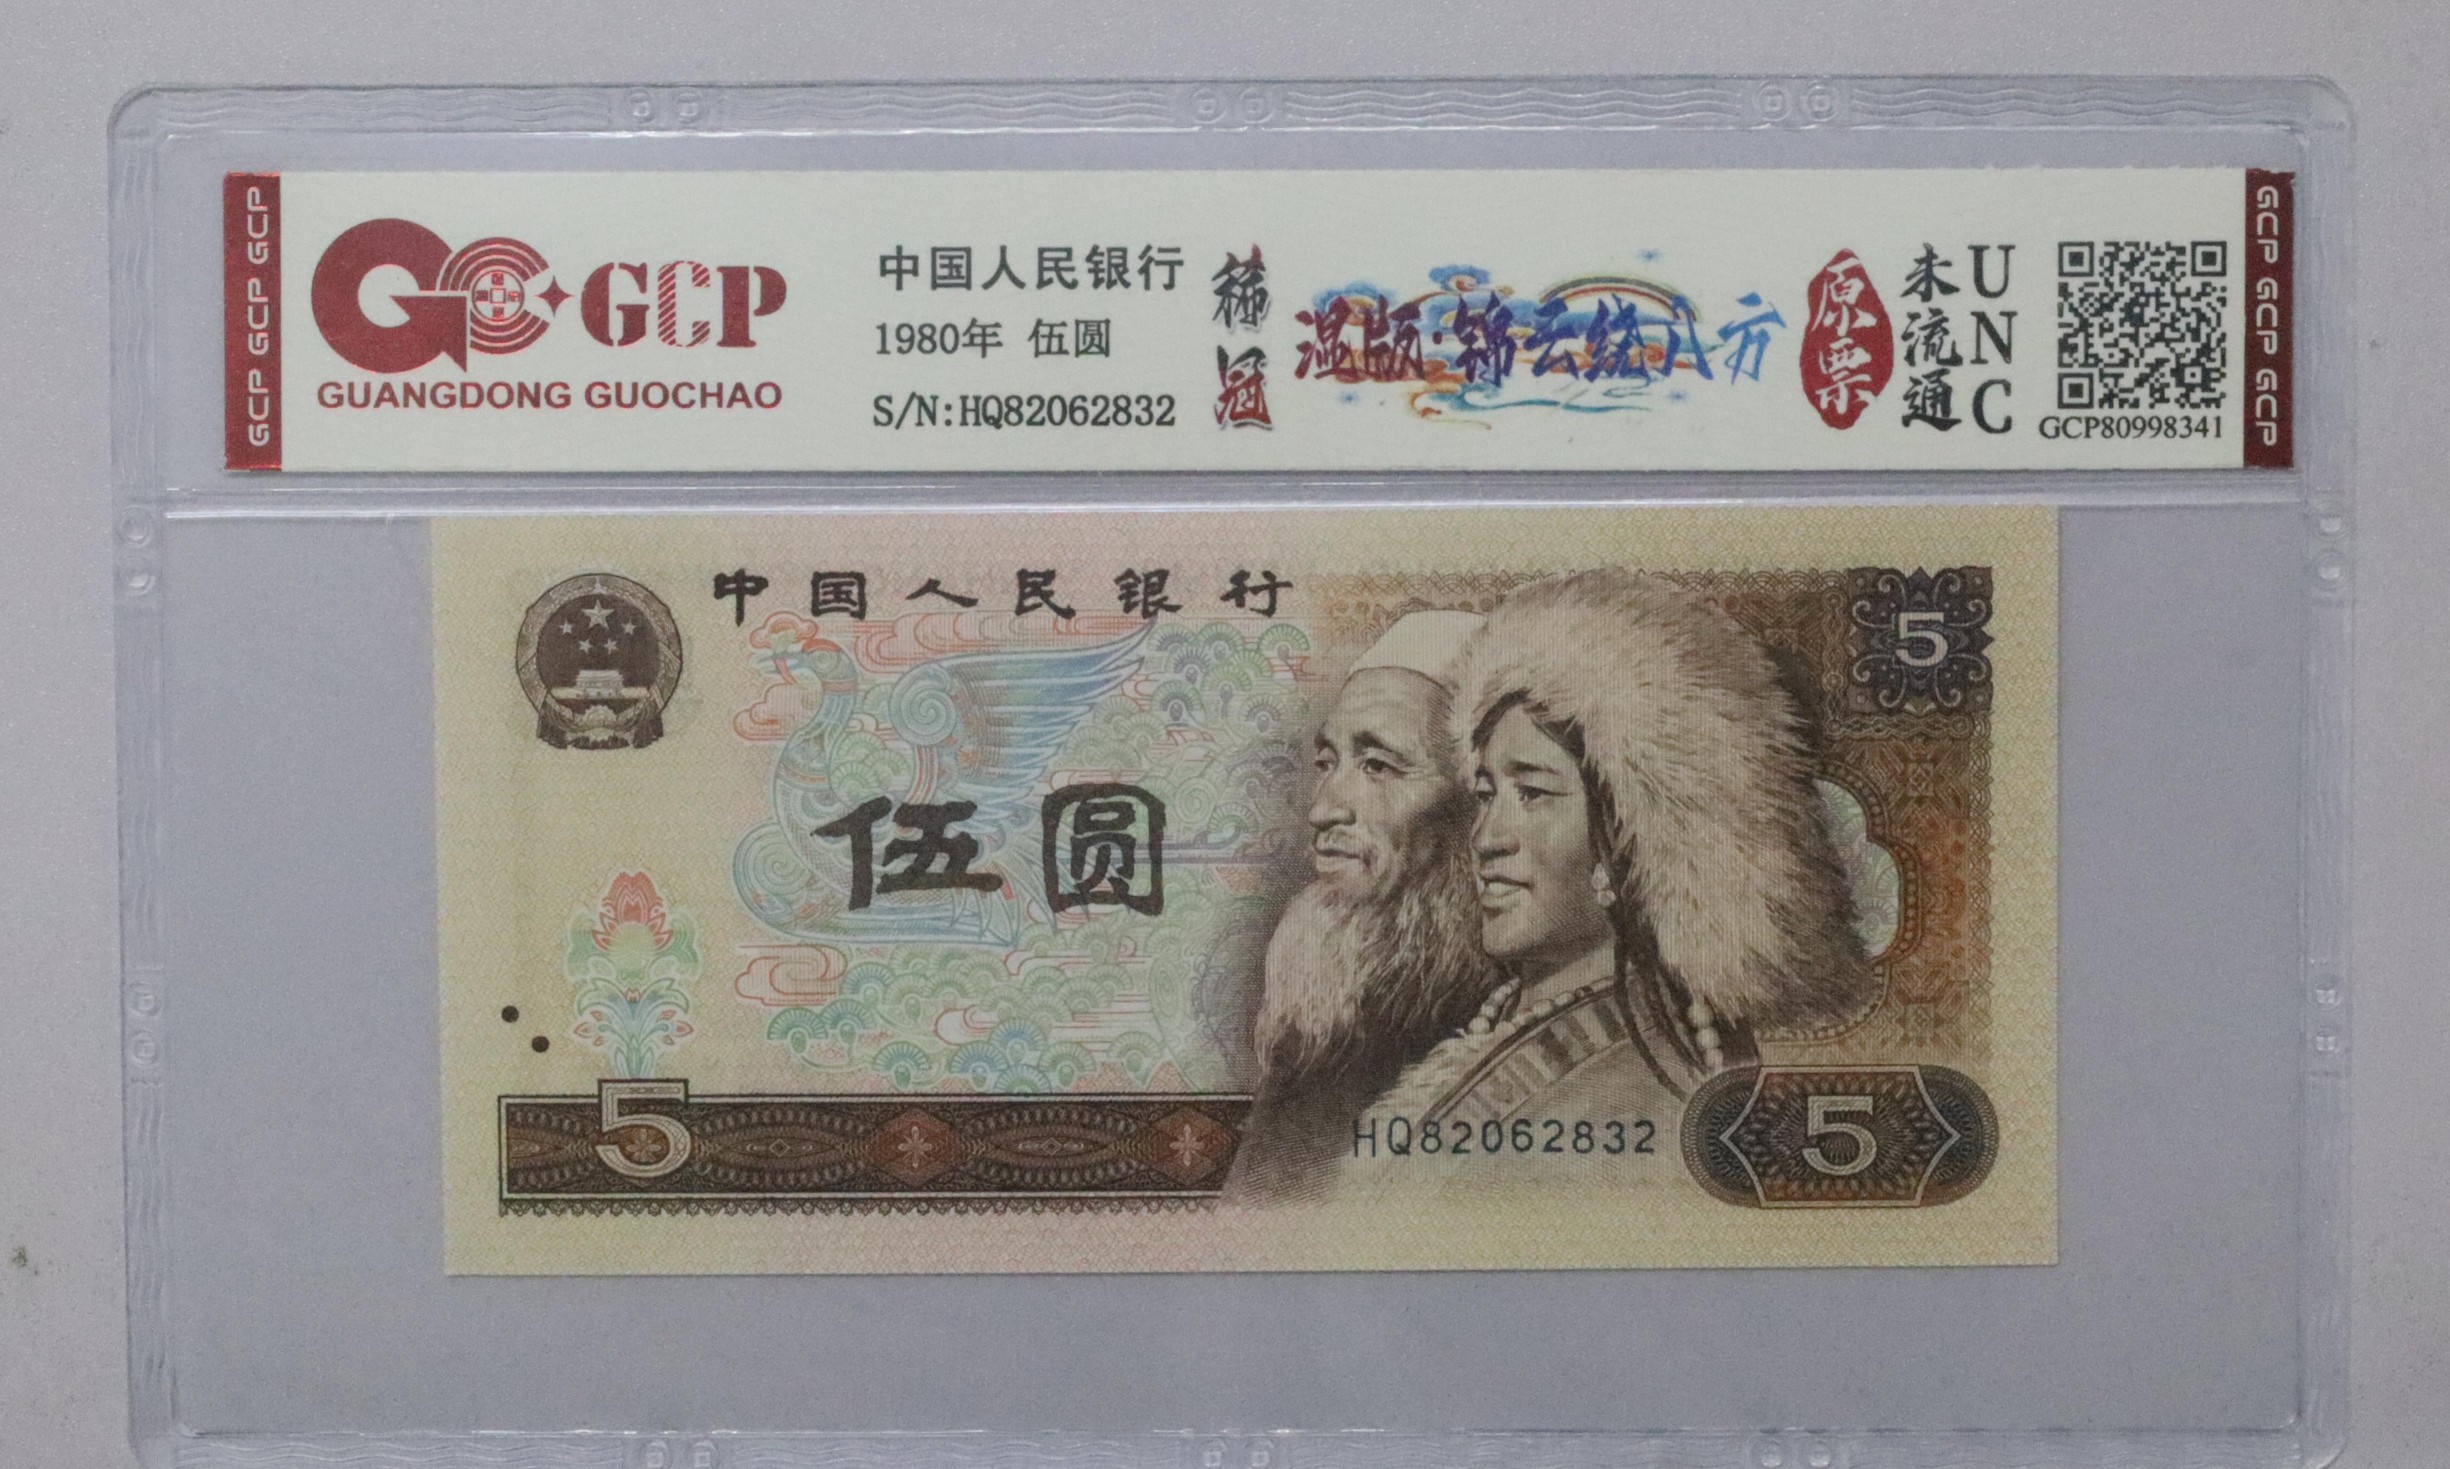 GCP GCP GCP
GCP
GUANGDONG GUOCHAO
中国人民银行
1980年 伍圆
S/N:HQ82062832
稀冠
温版·锦云绕八方
原票
未流通
UNC
GCP80998341
GCP GCP GCP
中国人民银行
5
伍圆
5
HQ82062832
5